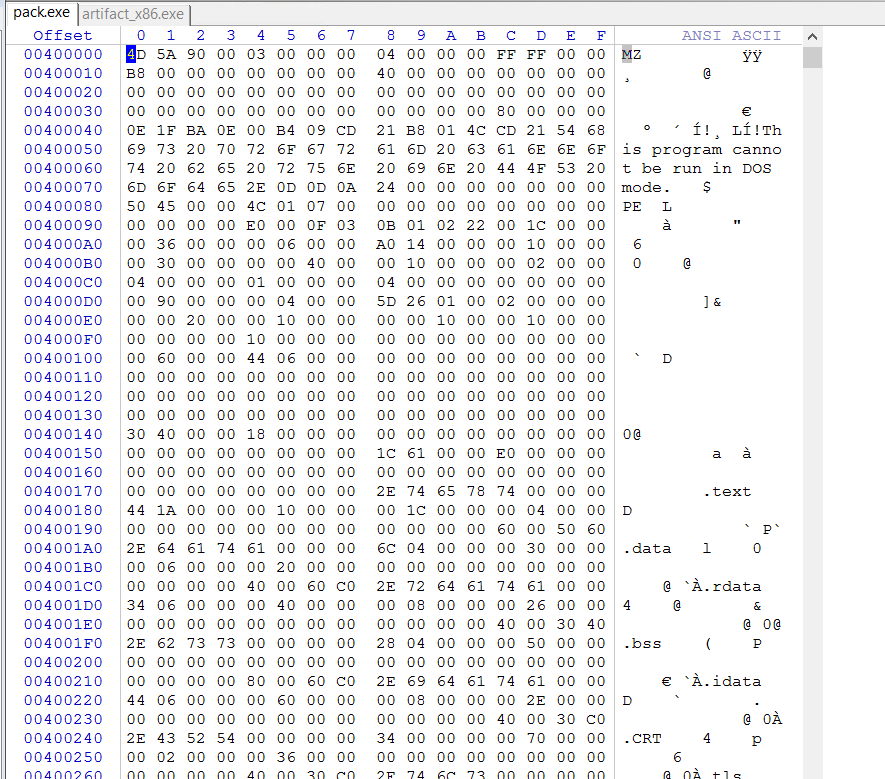 pack.exe artifact_x86.exe
Offset 0 1 2 3 4 5 6 7 8 9 A B C D E F ANSI ASCII
00400000 4D 5A 90 00 03 00 00 00 04 00 00 00 FF FF 00 00 MZ ÿÿ
00400010 B8 00 00 00 00 00 00 00 40 00 00 00 00 00 00 00 ¸ @
00400020 00 00 00 00 00 00 00 00 00 00 00 00 00 00 00 00
00400030 00 00 00 00 00 00 00 00 00 00 00 00 80 00 00 00 €
00400040 0E 1F BA 0E 00 B4 09 CD 21 B8 01 4C CD 21 54 68 º ´ Í!¸ LÍ!Th
00400050 69 73 20 70 72 6F 67 72 61 6D 20 63 61 6E 6E 6F is program canno
00400060 74 20 62 65 20 72 75 6E 20 69 6E 20 44 4F 53 20 t be run in DOS
00400070 6D 6F 64 65 2E 0D 0D 0A 24 00 00 00 00 00 00 00 mode. $
00400080 50 45 00 00 4C 01 07 00 00 00 00 00 00 00 00 00 PE L
00400090 00 00 00 00 E0 00 0F 03 0B 01 02 22 00 1C 00 00 à "
004000A0 00 36 00 00 00 06 00 00 A0 14 00 00 00 10 00 00 6
004000B0 00 30 00 00 00 00 40 00 00 10 00 00 00 02 00 00 0 @
004000C0 04 00 00 00 01 00 00 00 04 00 00 00 00 00 00 00
004000D0 00 90 00 00 00 04 00 00 5D 26 01 00 02 00 00 00 ]&
004000E0 00 00 20 00 00 10 00 00 00 00 10 00 00 10 00 00
004000F0 00 00 00 00 10 00 00 00 00 00 00 00 00 00 00 00
00400100 00 60 00 00 44 06 00 00 00 00 00 00 00 00 00 00 ` D
00400110 00 00 00 00 00 00 00 00 00 00 00 00 00 00 00 00
00400120 00 00 00 00 00 00 00 00 00 00 00 00 00 00 00 00
00400130 00 00 00 00 00 00 00 00 00 00 00 00 00 00 00 00
00400140 30 40 00 00 18 00 00 00 00 00 00 00 00 00 00 00 0@
00400150 00 00 00 00 00 00 00 00 1C 61 00 00 E0 00 00 00 a à
00400160 00 00 00 00 00 00 00 00 00 00 00 00 00 00 00 00
00400170 00 00 00 00 00 00 00 00 2E 74 65 78 74 00 00 00 .text
00400180 44 1A 00 00 00 10 00 00 00 1C 00 00 00 04 00 00 D
00400190 00 00 00 00 00 00 00 00 00 00 00 00 60 00 50 60 ` P`
004001A0 2E 64 61 74 61 00 00 00 6C 04 00 00 00 30 00 00 .data l 0
004001B0 00 06 00 00 00 20 00 00 00 00 00 00 00 00 00 00
004001C0 00 00 00 00 40 00 60 C0 2E 72 64 61 74 61 00 00 @ `À.rdata
004001D0 34 06 00 00 00 40 00 00 00 08 00 00 00 26 00 00 4 @ &
004001E0 00 00 00 00 00 00 00 00 00 00 00 00 40 00 30 40 @ 0@
004001F0 2E 62 73 73 00 00 00 00 28 04 00 00 00 50 00 00 .bss ( P
00400200 00 00 00 00 00 00 00 00 00 00 00 00 00 00 00 00
00400210 00 00 00 00 80 00 60 C0 2E 69 64 61 74 61 00 00 € `À.idata
00400220 44 06 00 00 00 60 00 00 00 08 00 00 00 2E 00 00 D ` .
00400230 00 00 00 00 00 00 00 00 00 00 00 00 40 00 30 C0 @ 0À
00400240 2E 43 52 54 00 00 00 00 34 00 00 00 00 70 00 00 .CRT 4 p
00400250 00 02 00 00 00 36 00 00 00 00 00 00 00 00 00 00 6
00400260 00 00 00 00 40 00 30 C0 2E 74 6C 73 00 00 00 00 @ 0À.tls